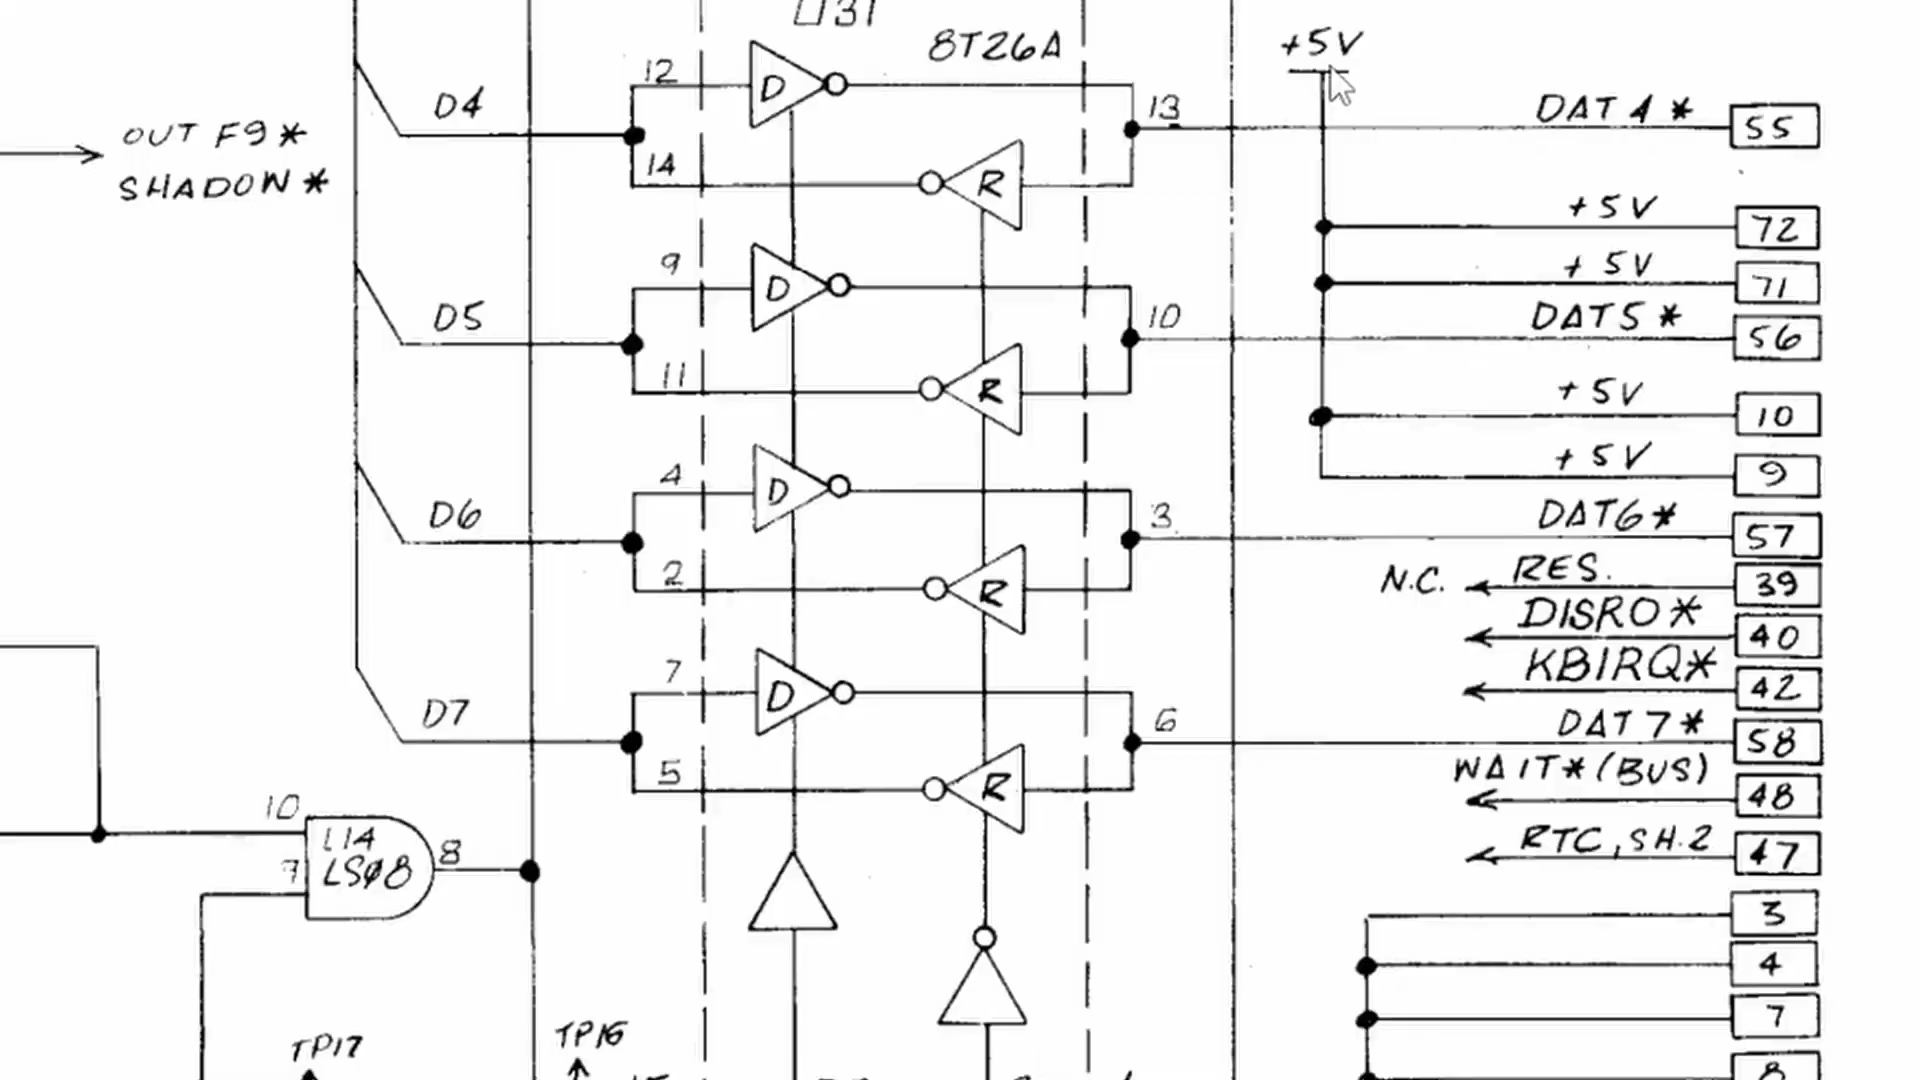 8T26A
+5V
12
D
D4
13
DAT 4 *
55
OUT F9 *
SHADOW *
14
R
+5V
72
9
D
+ 5V
71
D5
10
DAT5 *
56
11
R
+ 5V
10
+ 5V
9
4
D
D6
3
DAT6*
57
2
R
N.C.
RES.
39
DISRO *
40
KBIRQ*
42
7
D
D7
6
DAT 7 *
58
5
R
WAIT* (BUS)
48
10
L14
LS08
8
RTC, SH.2
47
3
4
7
TP17
TP16